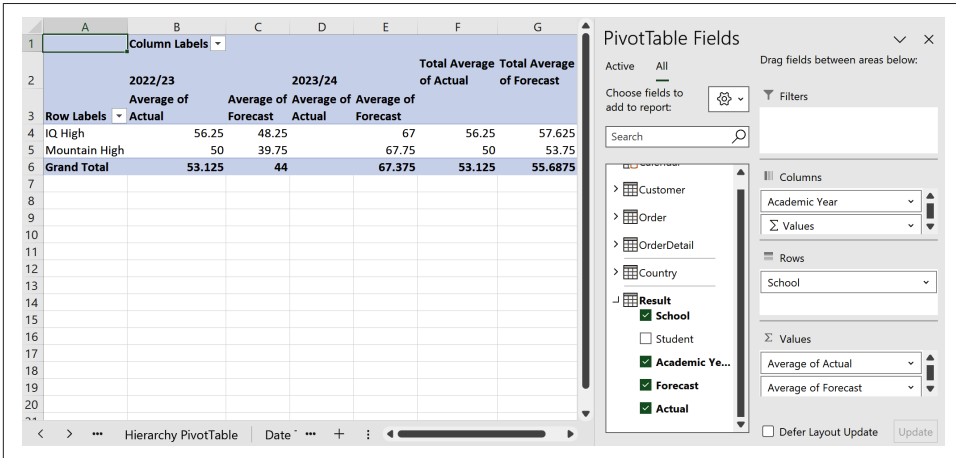 A B C D E F G
1 Column Labels
2 2022/23 2023/24 Total Average of Actual Total Average of Forecast
3 Row Labels Average of Actual Average of Forecast Average of Actual Average of Forecast
4 IQ High 56.25 48.25 67 56.25 57.625
5 Mountain High 50 39.75 67.75 50 53.75
6 Grand Total 53.125 44 67.375 53.125 55.6875
7
8
9
10
11
12
13
14
15
16
17
18
19
20
Hierarchy PivotTable Date
PivotTable Fields
Active All
Choose fields to
add to report:
Search
Customer
Order
OrderDetail
Country
Result
School
Student
Academic Ye...
Forecast
Actual
Drag fields between areas below:
Filters
Columns
Academic Year
Σ Values
Rows
School
Σ Values
Average of Actual
Average of Forecast
Defer Layout Update Update